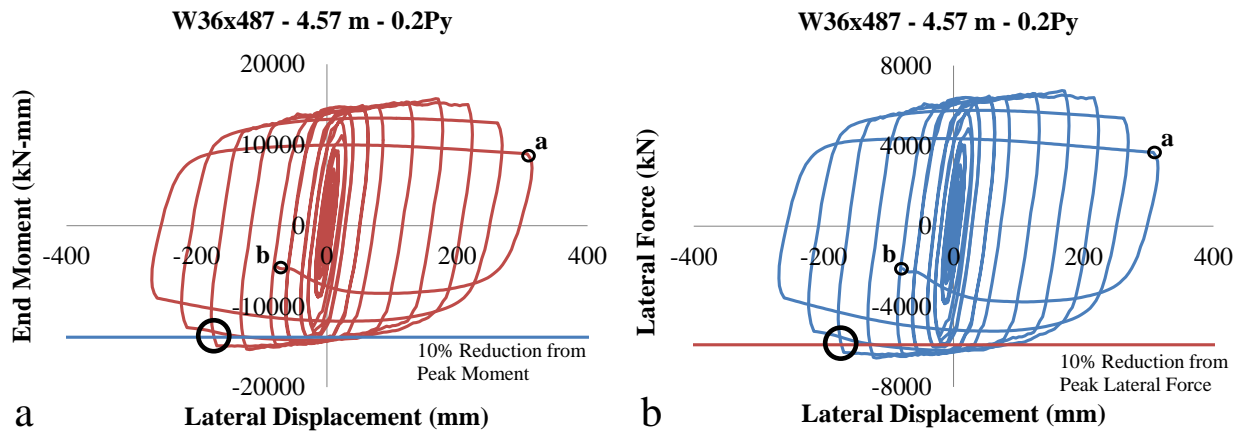 W36x487 - 4.57 m - 0.2Py
20000
10000
0
-10000
-20000
-400
-200
0
200
400
a
b
End Moment (kN-mm)
Lateral Displacement (mm)
10% Reduction from
Peak Moment
a
W36x487 - 4.57 m - 0.2Py
8000
4000
0
-4000
-8000
-400
-200
0
200
400
a
b
Lateral Force (kN)
Lateral Displacement (mm)
10% Reduction from
Peak Lateral Force
b